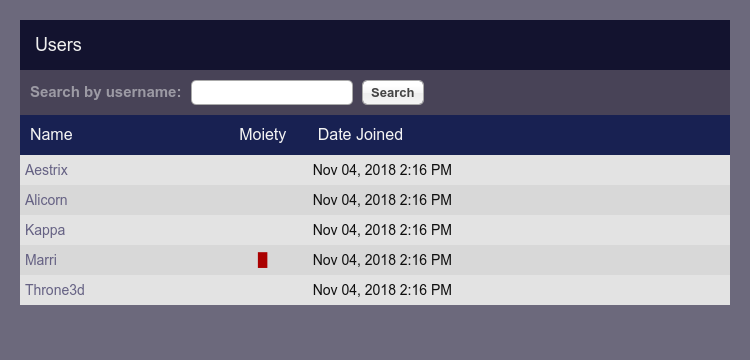 Users
Search by username: Search
Name Moiety Date Joined
Aestrix Nov 04, 2018 2:16 PM
Alicorn Nov 04, 2018 2:16 PM
Kappa Nov 04, 2018 2:16 PM
Marri Nov 04, 2018 2:16 PM
Throne3d Nov 04, 2018 2:16 PM